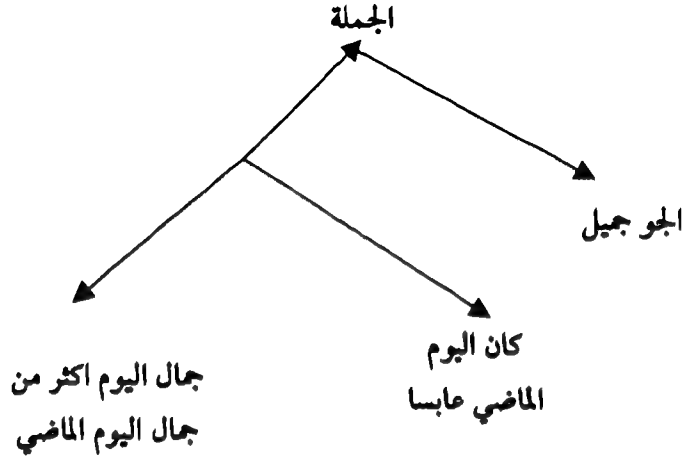 الجملة
الجو جميل
كان اليوم
الماضي عابسا
جمال اليوم اكثر من
جمال اليوم الماضي